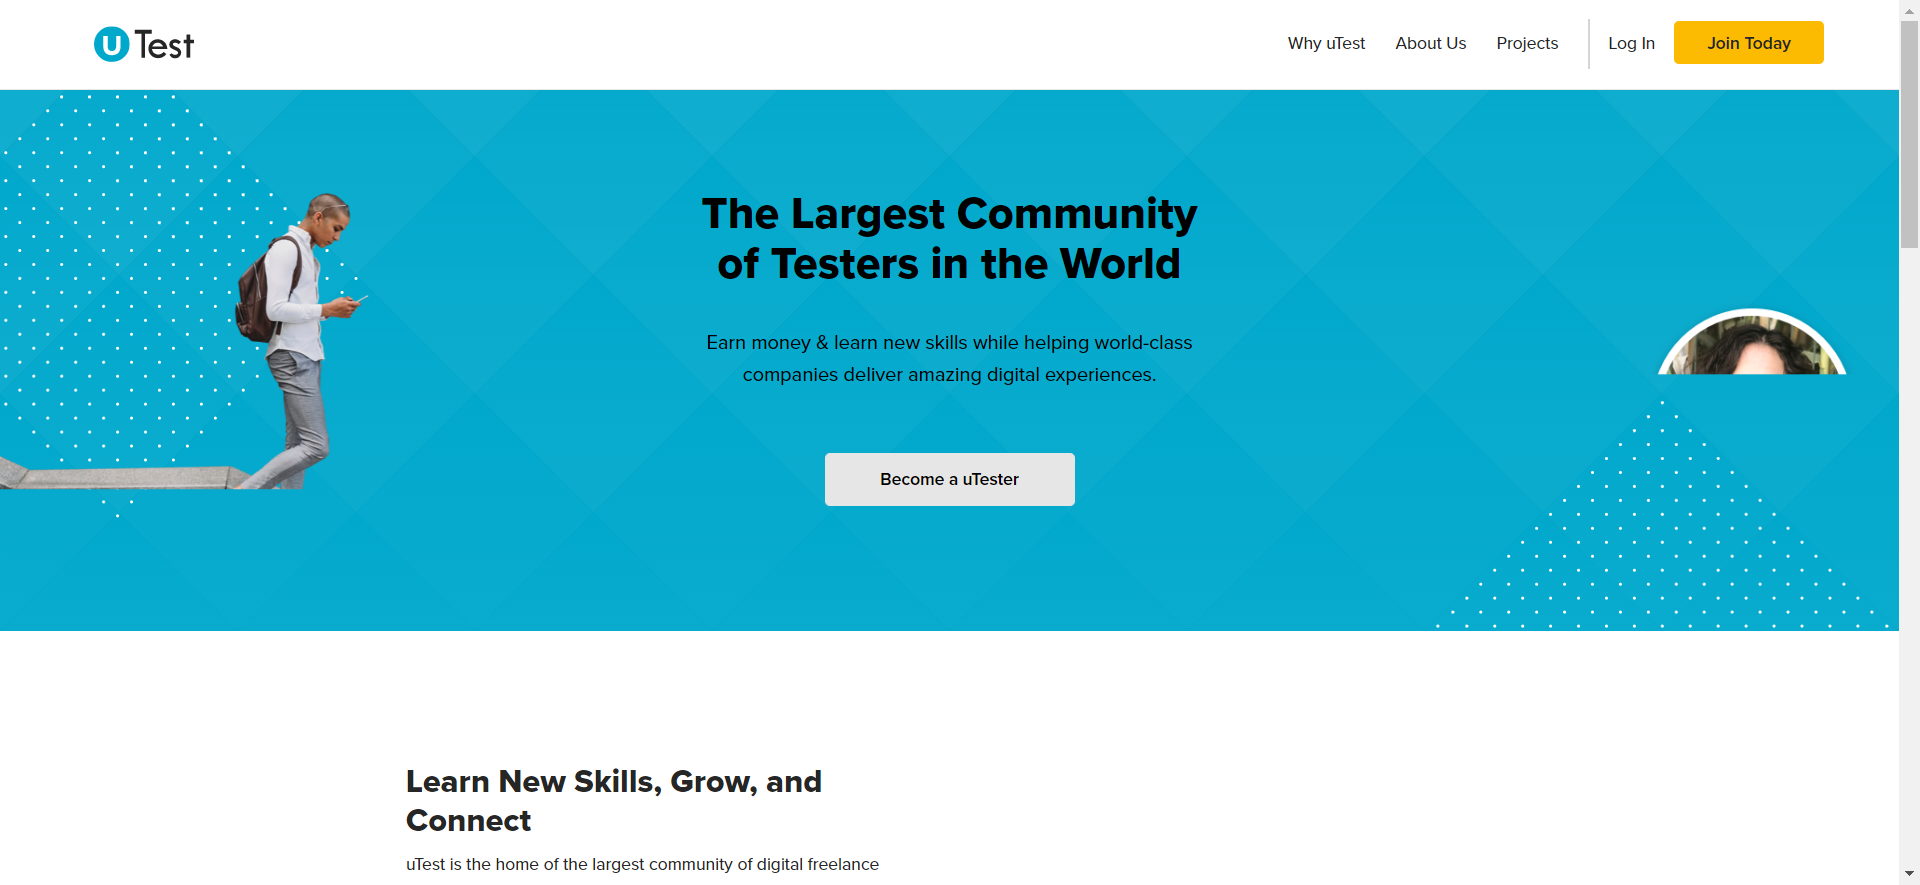 uTest
Why uTest
About Us
Projects
Log In
Join Today
The Largest Community
of Testers in the World
Earn money & learn new skills while helping world-class
companies deliver amazing digital experiences.
Become a uTester
Learn New Skills, Grow, and
Connect
uTest is the home of the largest community of digital freelance